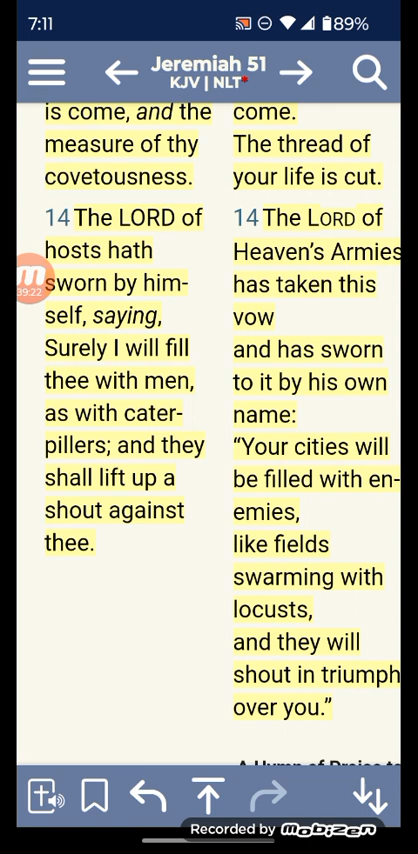 7:11
89%
Jeremiah 51
KJV | NLT*
is come, and the
measure of thy
covetousness.
14 The LORD of
hosts hath
sworn by him-
self, saying,
Surely I will fill
thee with men,
as with cater-
pillers; and they
shall lift up a
shout against
thee.
come.
The thread of
your life is cut.
14 The LORD of
Heaven's Armies
has taken this
vow
and has sworn
to it by his own
name:
“Your cities will
be filled with en-
emies,
like fields
swarming with
locusts,
and they will
shout in triumph
over you.”
A Hymn of Praise to
m
39:22
Recorded by mobizen